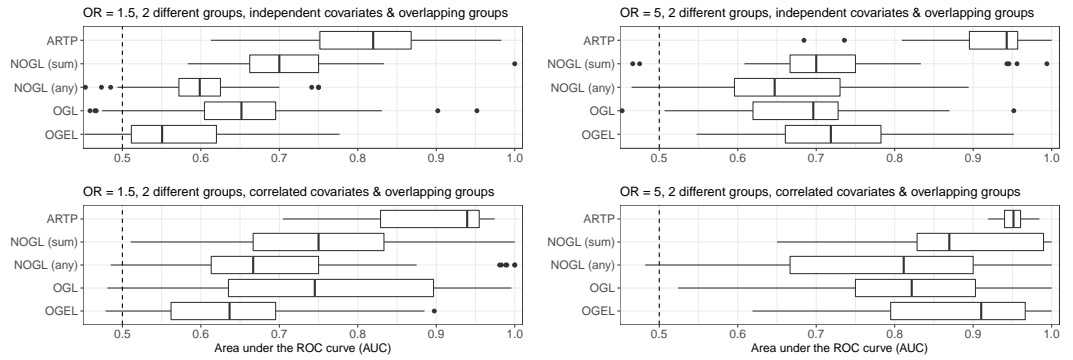 OR = 1.5, 2 different groups, independent covariates & overlapping groups
ARTP
NOGL (sum)
NOGL (any)
OGL
OGEL
0.5 0.6 0.7 0.8 0.9 1.0
OR = 5, 2 different groups, independent covariates & overlapping groups
ARTP
NOGL (sum)
NOGL (any)
OGL
OGEL
0.5 0.6 0.7 0.8 0.9 1.0
OR = 1.5, 2 different groups, correlated covariates & overlapping groups
ARTP
NOGL (sum)
NOGL (any)
OGL
OGEL
0.5 0.6 0.7 0.8 0.9 1.0
Area under the ROC curve (AUC)
OR = 5, 2 different groups, correlated covariates & overlapping groups
ARTP
NOGL (sum)
NOGL (any)
OGL
OGEL
0.5 0.6 0.7 0.8 0.9 1.0
Area under the ROC curve (AUC)